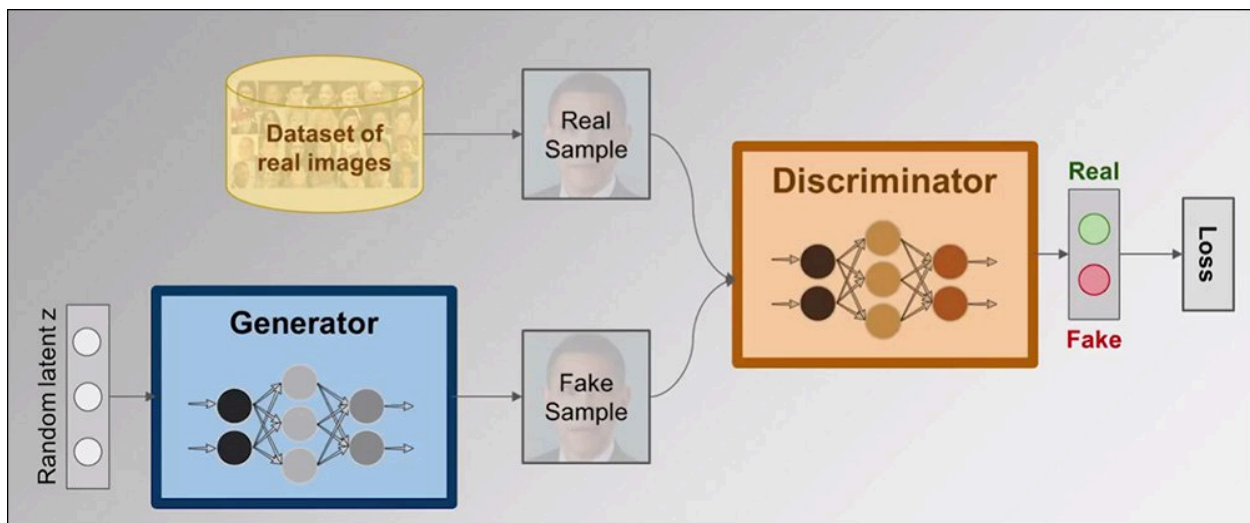 Dataset of
real images
Real
Sample
Discriminator
Real
Fake
Loss
Random latent z
Generator
Fake
Sample